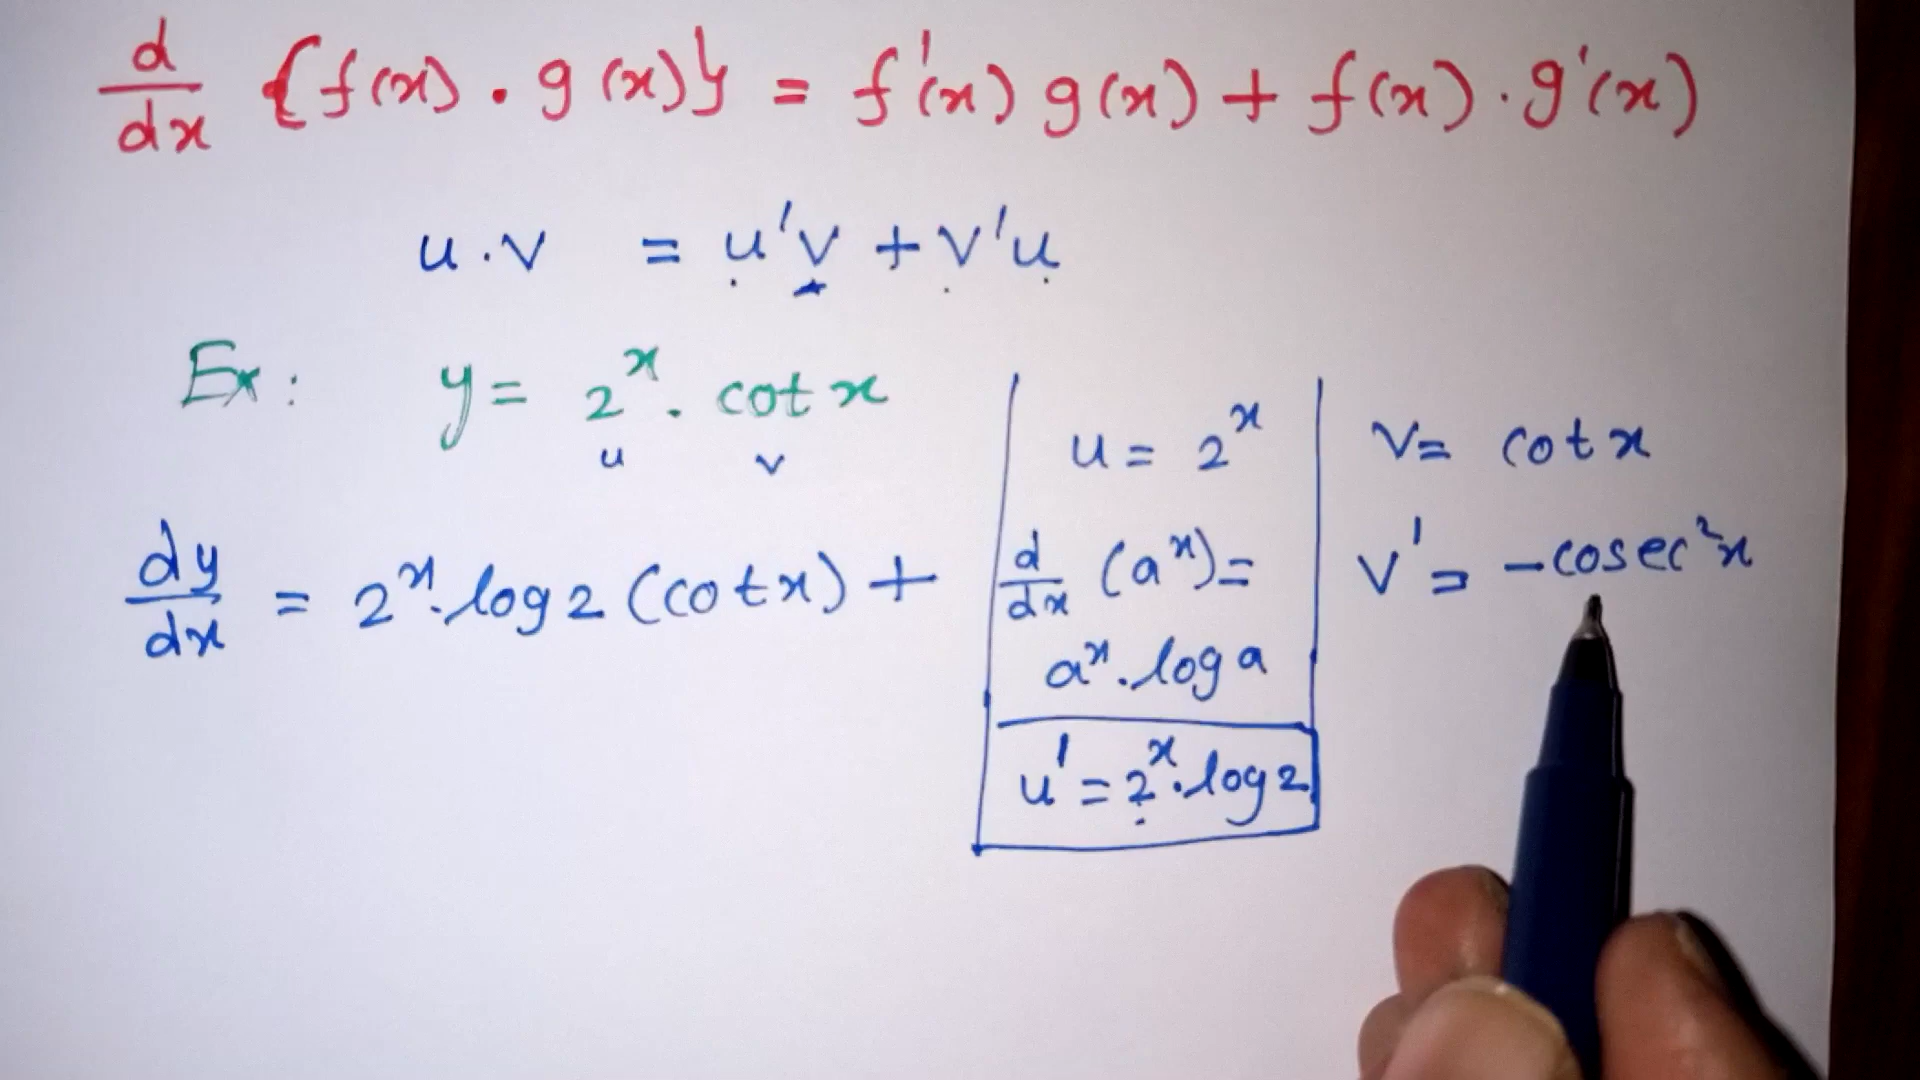 d/dx {f(x) . g(x)} = f'(x) g(x) + f(x) . g'(x)
u . v = u'v + v'u
Ex : y = 2^x . cot x
u v
dy/dx = 2^x . log 2 (cot x) +
u = 2^x
d/dx (a^x) =
a^x . log a
u' = 2^x . log 2
v = cot x
v' = -cosec²x